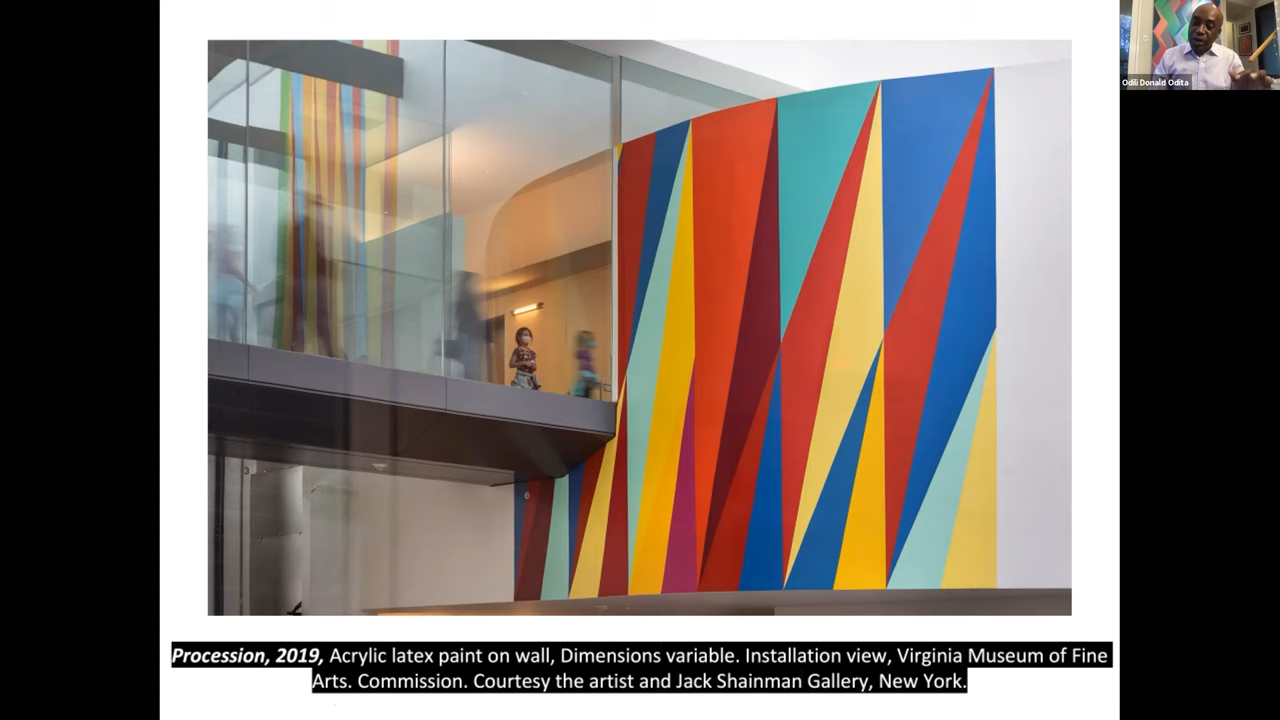 Odili Donald Odita
Procession, 2019, Acrylic latex paint on wall, Dimensions variable. Installation view, Virginia Museum of Fine
Arts. Commission. Courtesy the artist and Jack Shainman Gallery, New York.